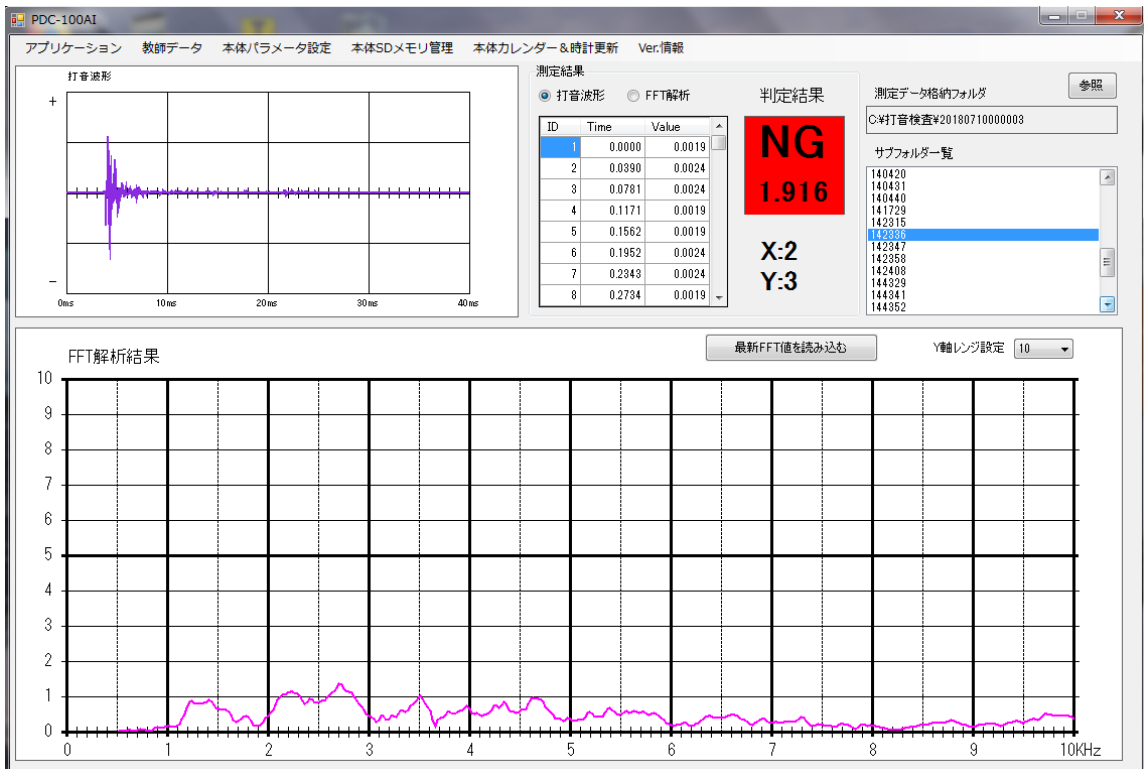 PDC-100AI
アプリケーション 教師データ 本体パラメータ設定 本体SDメモリ管理 本体カレンダー&時計更新 Ver.情報
打音波形
+
−
0ms 10ms 20ms 30ms 40ms
測定結果
打音波形 FFT解析
ID Time Value
1 0.0000 0.0019
2 0.0390 0.0024
3 0.0781 0.0024
4 0.1171 0.0019
5 0.1562 0.0019
6 0.1952 0.0024
7 0.2343 0.0024
8 0.2734 0.0019
判定結果
NG
1.916
X:2
Y:3
測定データ格納フォルダ
参照
C:¥打音検査¥20180710000003
サブフォルダ一覧
140420
140431
140440
141729
142315
142336
142347
142358
142408
144329
144341
144352
FFT解析結果
最新FFT値を読み込む
Y軸レンジ設定 10
10
9
8
7
6
5
4
3
2
1
0
0 1 2 3 4 5 6 7 8 9 10KHz